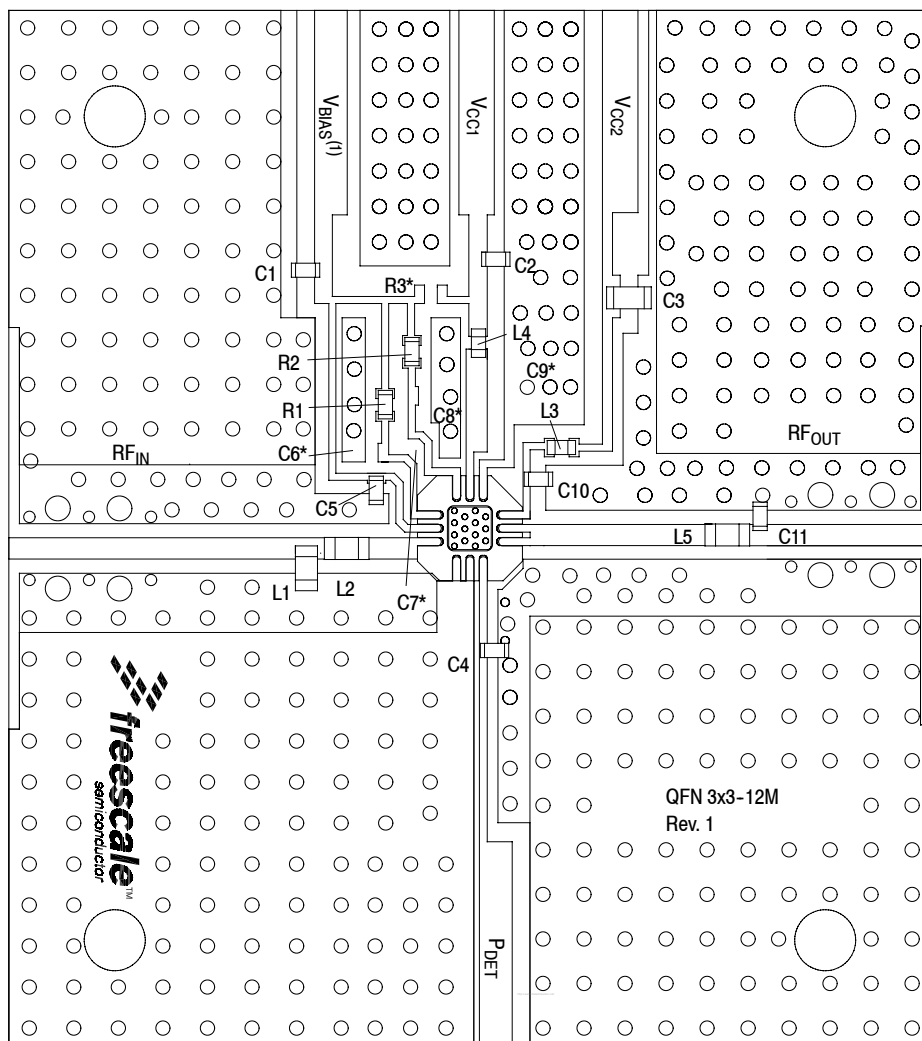 VBIAS(1)
VCC1
VCC2
C1
C2
R3*
C3
L4
R2
C9*
R1
C8*
L3
RFOUT
RFIN
C6*
C5
C10
L5
C11
L1
L2
C7*
C4
freescale™
semiconductor
QFN 3x3-12M
Rev. 1
PDET